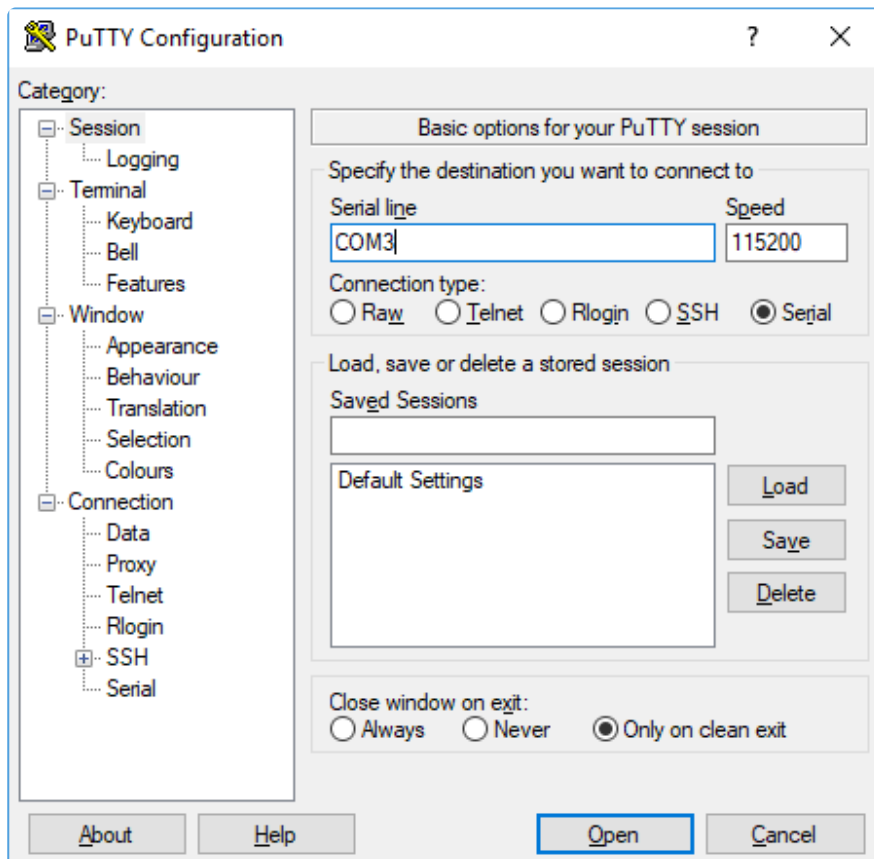 PuTTY Configuration
?
Category:
Session
Logging
Terminal
Keyboard
Bell
Features
Window
Appearance
Behaviour
Translation
Selection
Colours
Connection
Data
Proxy
Telnet
Rlogin
SSH
Serial
Basic options for your PuTTY session
Specify the destination you want to connect to
Serial line Speed
COM3 115200
Connection type:
Raw Telnet Rlogin SSH Serial
Load, save or delete a stored session
Saved Sessions
Default Settings
Load
Save
Delete
Close window on exit:
Always Never Only on clean exit
About Help Open Cancel